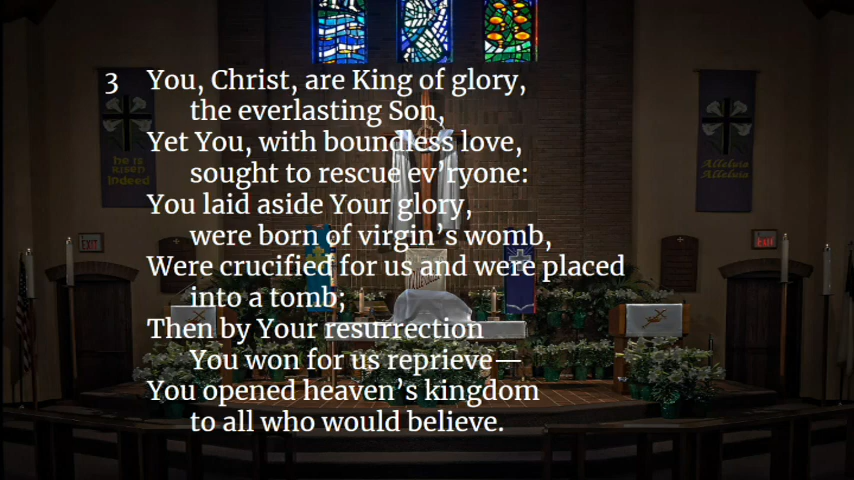 3 You, Christ, are King of glory,
the everlasting Son,
Yet You, with boundless love,
sought to rescue ev’ryone:
You laid aside Your glory,
were born of virgin’s womb,
Were crucified for us and were placed
into a tomb;
Then by Your resurrection
You won for us reprieve—
You opened heaven’s kingdom
to all who would believe.
he is
risen
indeed
Alleluia
Alleluia
EXIT
EXIT